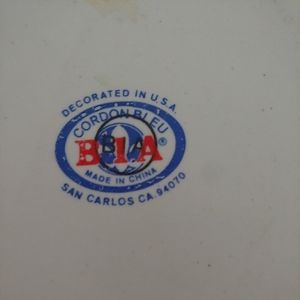 DECORATED IN U.S.A.
CORDON BLEU
BIA
B I A®
MADE IN CHINA
SAN CARLOS CA. 94070